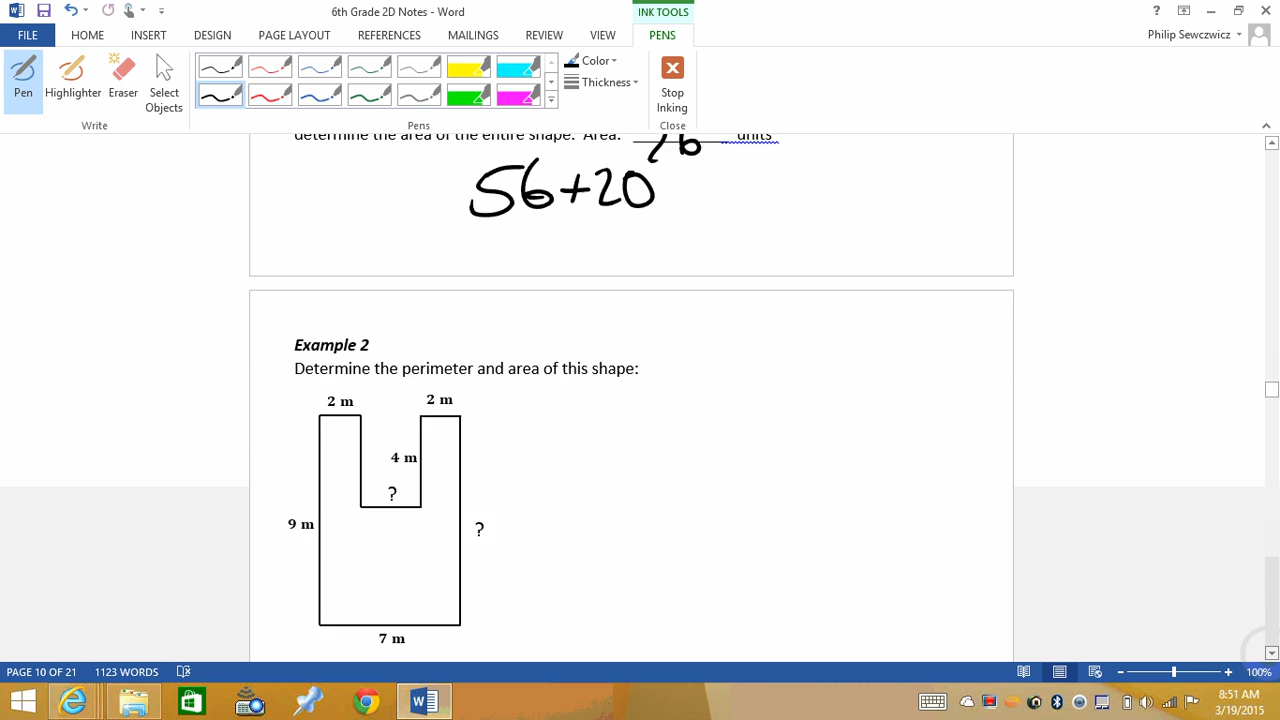 6th Grade 2D Notes - Word
INK TOOLS
?
FILE
HOME
INSERT
DESIGN
PAGE LAYOUT
REFERENCES
MAILINGS
REVIEW
VIEW
PENS
Philip Sewczwicz
Pen
Highlighter
Eraser
Select Objects
Color
Thickness
Stop Inking
Write
Pens
Close
determine the area of the entire shape. Area: 76 units
56+20
Example 2
Determine the perimeter and area of this shape:
2 m
2 m
4 m
?
9 m
?
7 m
PAGE 10 OF 21
1123 WORDS
100%
8:51 AM
3/19/2015